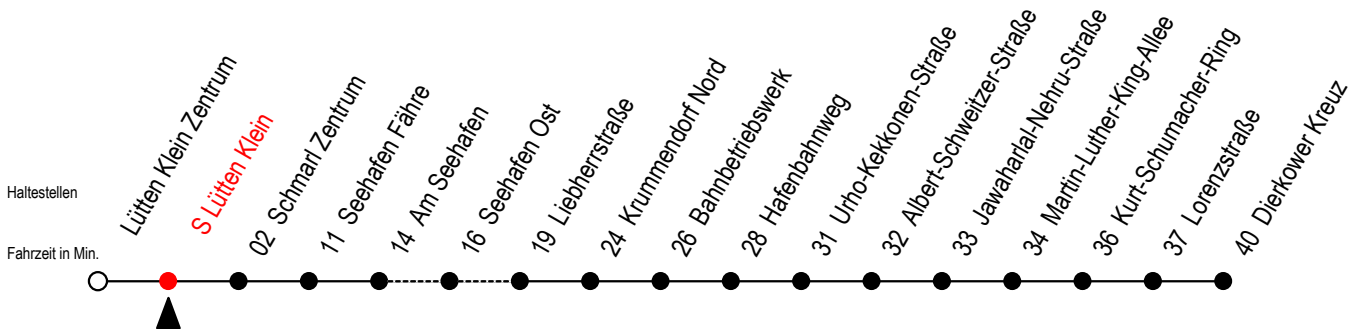 Haltestellen
Fahrzeit in Min.
Lütten Klein Zentrum
S Lütten Klein
02 Schmarl Zentrum
11 Seehafen Fähre
14 Am Seehafen
16 Seehafen Ost
19 Liebherrstraße
24 Krummendorf Nord
26 Bahnbetriebswerk
28 Hafenbahnweg
31 Urho-Kekkonen-Straße
32 Albert-Schweitzer-Straße
33 Jawaharlal-Nehru-Straße
34 Martin-Luther-King-Allee
36 Kurt-Schumacher-Ring
37 Lorenzstraße
40 Dierkower Kreuz